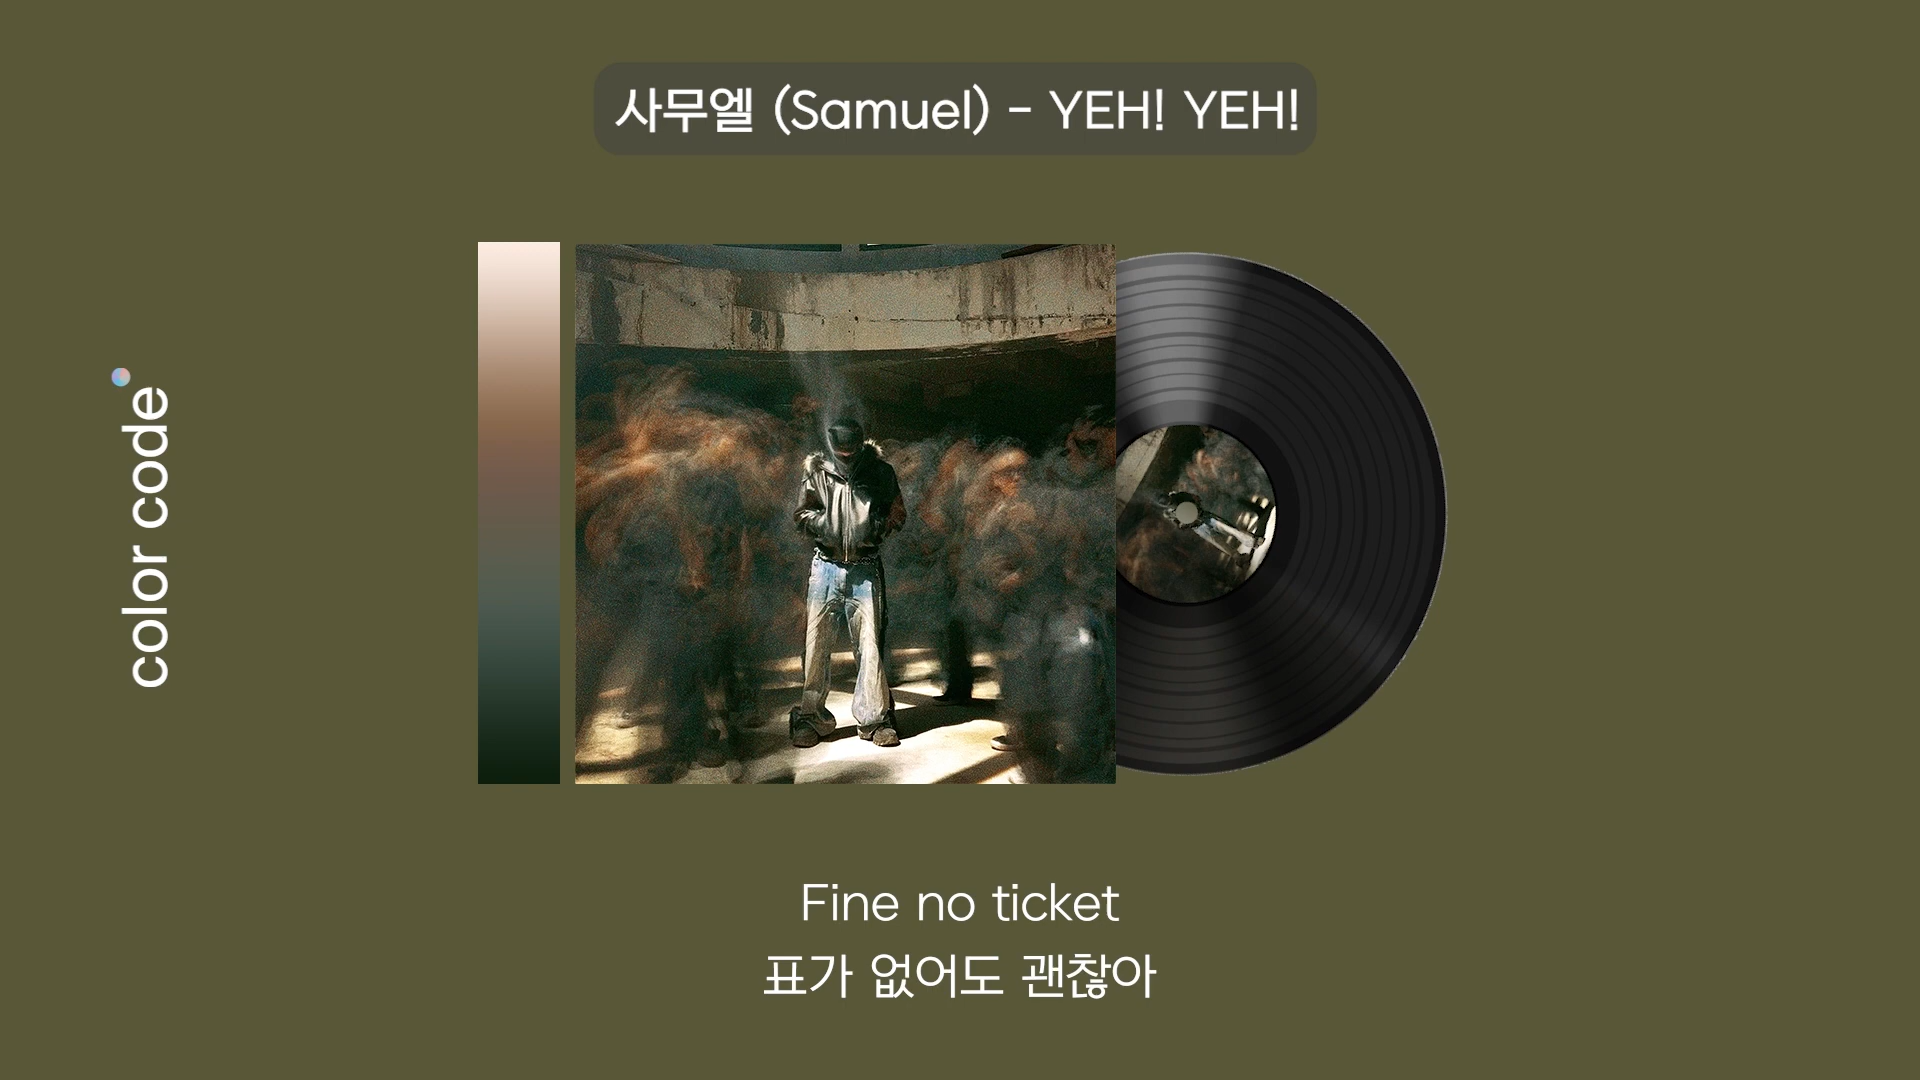 사무엘 (Samuel) - YEH! YEH!
color code
Fine no ticket
표가 없어도 괜찮아